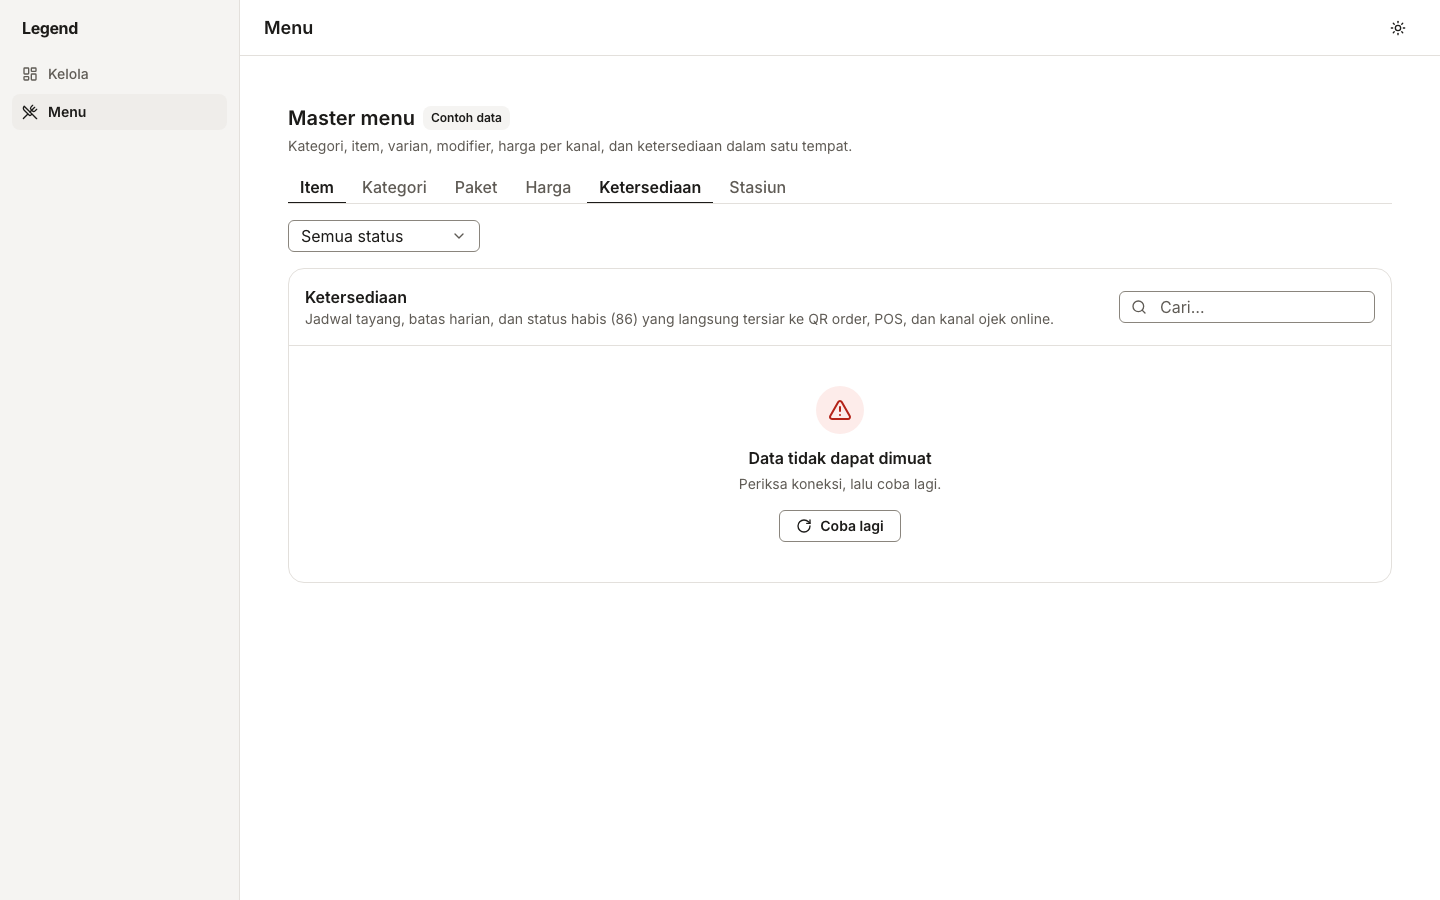 Legend
Menu
Kelola
Menu
Master menu
Contoh data
Kategori, item, varian, modifier, harga per kanal, dan ketersediaan dalam satu tempat.
Item Kategori Paket Harga Ketersediaan Stasiun
Semua status
Ketersediaan
Jadwal tayang, batas harian, dan status habis (86) yang langsung tersiar ke QR order, POS, dan kanal ojek online.
Cari...
Data tidak dapat dimuat
Periksa koneksi, lalu coba lagi.
Coba lagi